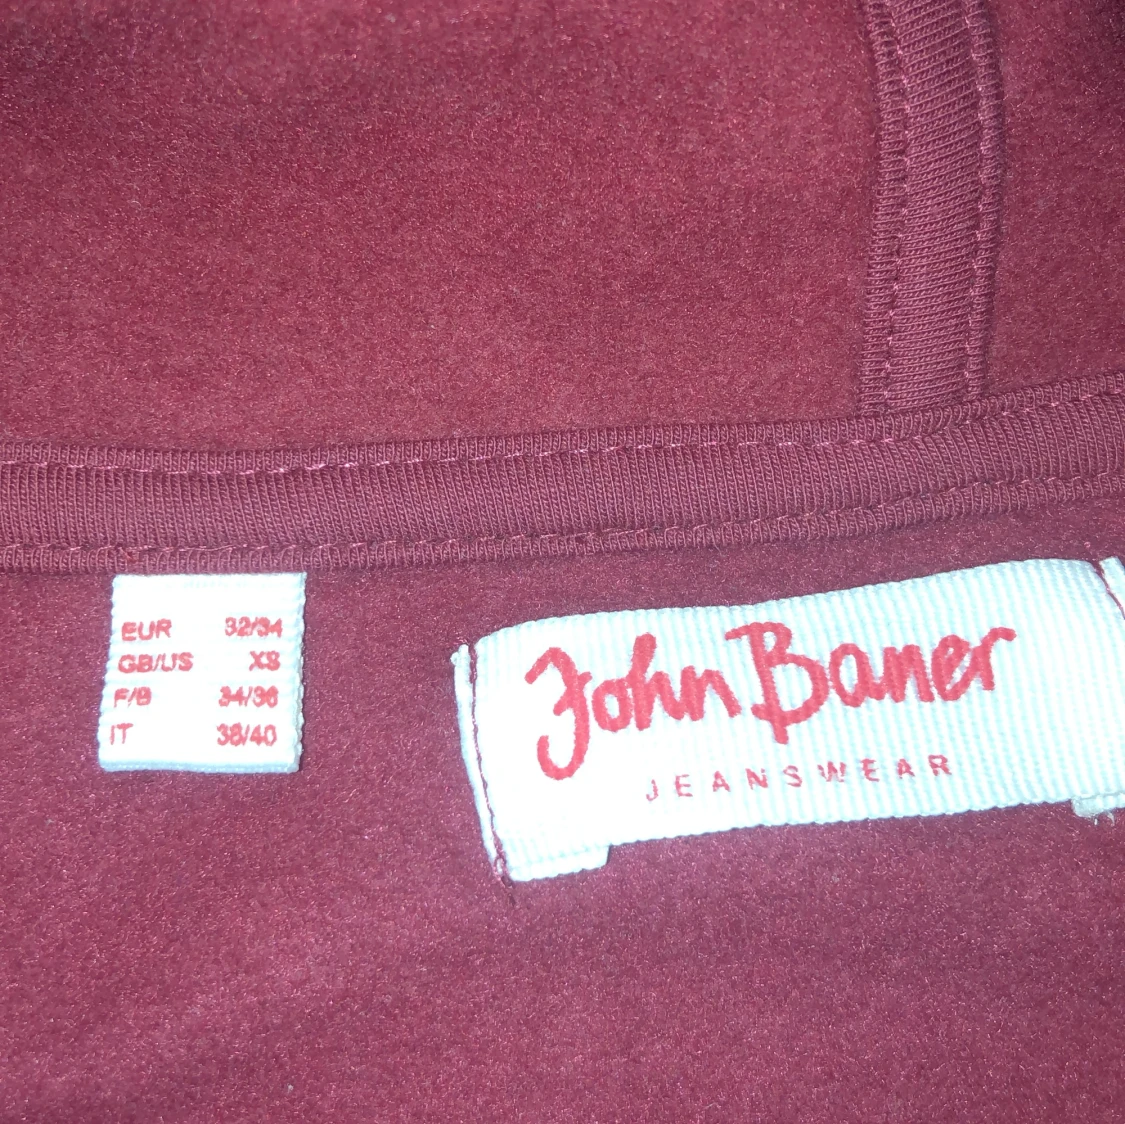 EUR 32/34
GB/US XS
F/B 34/36
IT 38/40
John Baner
JEANSWEAR